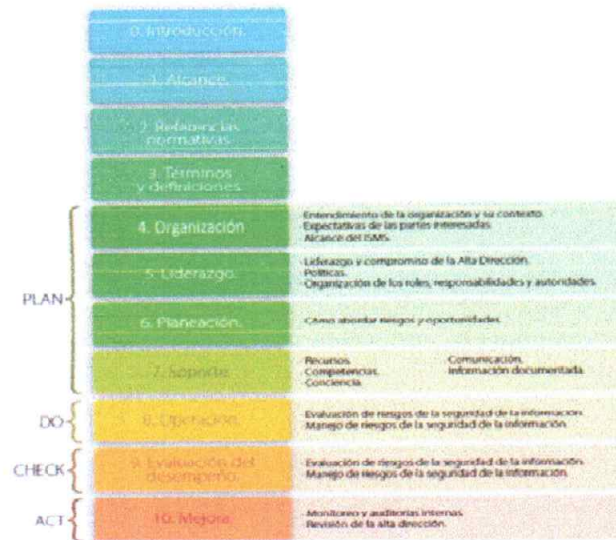 0. Introducción.
1. Alcance.
2. Referencias
normativas.
3. Términos
y definiciones.
PLAN
4. Organización
Entendimiento de la organización y su contexto.
Expectativas de las partes interesadas.
Alcance del ISMS.
5. Liderazgo.
Liderazgo y compromiso de la Alta Dirección.
Políticas.
Organización de los roles, responsabilidades y autoridades.
6. Planeación.
Cómo abordar riesgos y oportunidades.
7. Soporte.
Recursos. Comunicación.
Competencias. Información documentada.
Conciencia.
DO
8. Operación.
Evaluación de riesgos de la seguridad de la información.
Manejo de riesgos de la seguridad de la información.
CHECK
9. Evaluación del
desempeño.
Evaluación de riesgos de la seguridad de la información.
Manejo de riesgos de la seguridad de la información.
ACT
10. Mejora
Monitoreo y auditorias internas.
Revisión de la alta dirección.